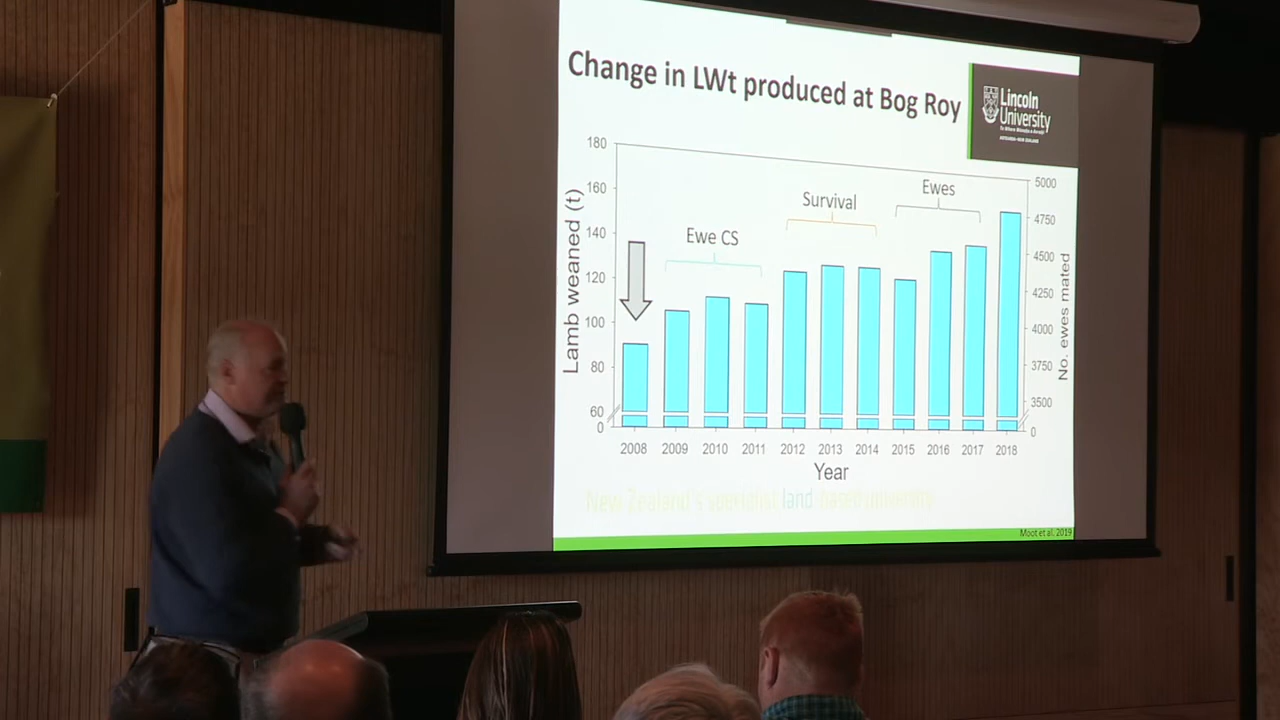 Change in LWt produced at Bog Roy
Lincoln
University
Lamb weaned (t)
180
160
140
120
100
80
60
0
Ewe CS
Survival
Ewes
5000
4750
4500
4250
4000
3750
3500
0
No. ewes mated
2008 2009 2010 2011 2012 2013 2014 2015 2016 2017 2018
Year
New Zealand's specialist land-based university
Moot et al. 2019